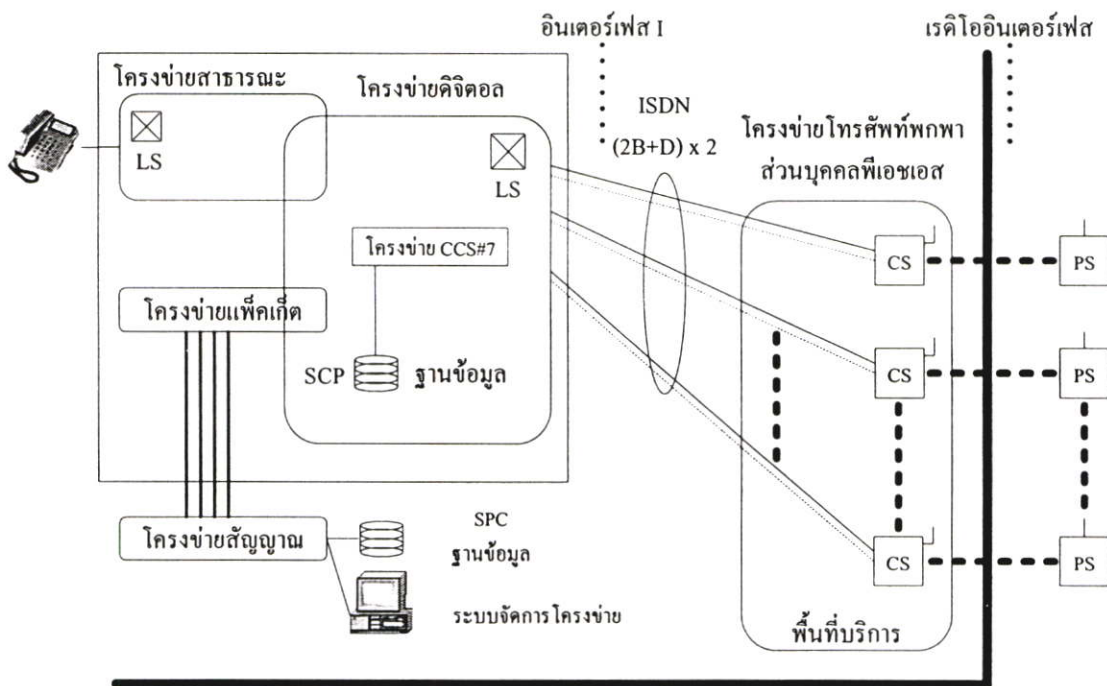 อินเตอร์เฟส I
เรดิโออินเตอร์เฟส
โครงข่ายสาธารณะ
โครงข่ายดิจิตอล
ISDN
(2B+D) x 2
โครงข่ายโทรศัพท์พกพา
ส่วนบุคคลพีเอชเอส
LS
LS
โครงข่าย CCS#7
CS
PS
โครงข่ายแพ็คเก็ต
SCP
ฐานข้อมูล
CS
PS
โครงข่ายสัญญาณ
SPC
ฐานข้อมูล
CS
PS
ระบบจัดการโครงข่าย
พื้นที่บริการ